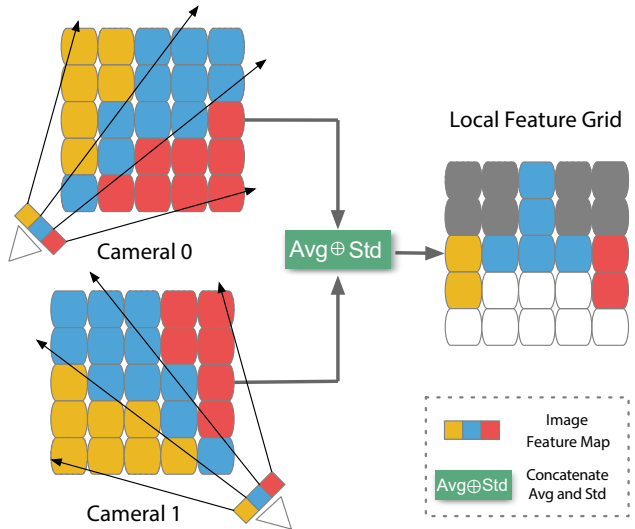 Local Feature Grid
Cameral 0
Avg⊕Std
Cameral 1
Image
Feature Map
Avg⊕Std
Concatenate
Avg and Std